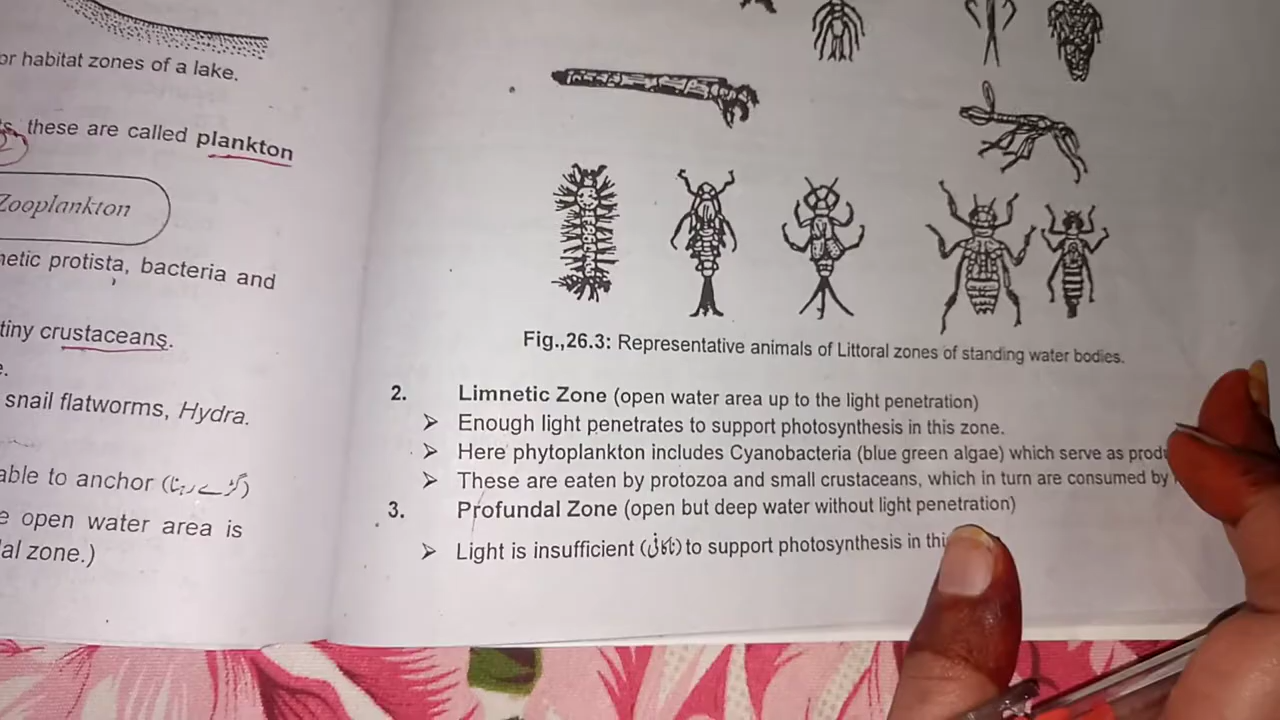 or habitat zones of a lake.
these are called plankton
Zooplankton
netic protista, bacteria and
tiny crustaceans.
snail flatworms, Hydra.
able to anchor (گڑے رہنا)
e open water area is
al zone.)
Fig.,26.3: Representative animals of Littoral zones of standing water bodies.
2. Limnetic Zone (open water area up to the light penetration)
➢ Enough light penetrates to support photosynthesis in this zone.
➢ Here phytoplankton includes Cyanobacteria (blue green algae) which serve as produ
➢ These are eaten by protozoa and small crustaceans, which in turn are consumed by
3. Profundal Zone (open but deep water without light penetration)
➢ Light is insufficient (ناکافی) to support photosynthesis in thi